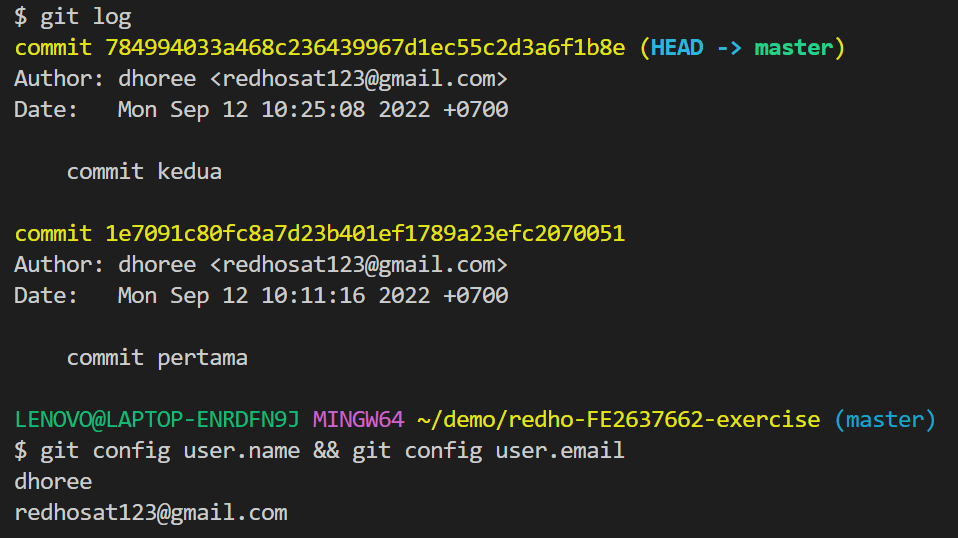 $ git log
commit 784994033a468c236439967d1ec55c2d3a6f1b8e (HEAD -> master)
Author: dhoree <redhosat123@gmail.com>
Date:   Mon Sep 12 10:25:08 2022 +0700
    commit kedua
commit 1e7091c80fc8a7d23b401ef1789a23efc2070051
Author: dhoree <redhosat123@gmail.com>
Date:   Mon Sep 12 10:11:16 2022 +0700
    commit pertama
LENOVO@LAPTOP-ENRDFN9J MINGW64 ~/demo/redho-FE2637662-exercise (master)
$ git config user.name && git config user.email
dhoree
redhosat123@gmail.com